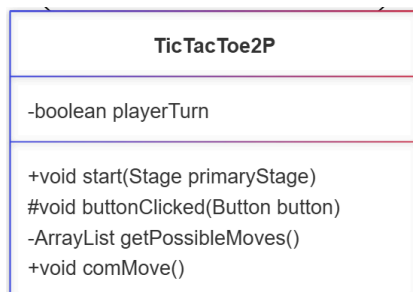 TicTacToe2P
-boolean playerTurn
+void start(Stage primaryStage)
#void buttonClicked(Button button)
-ArrayList getPossibleMoves()
+void comMove()